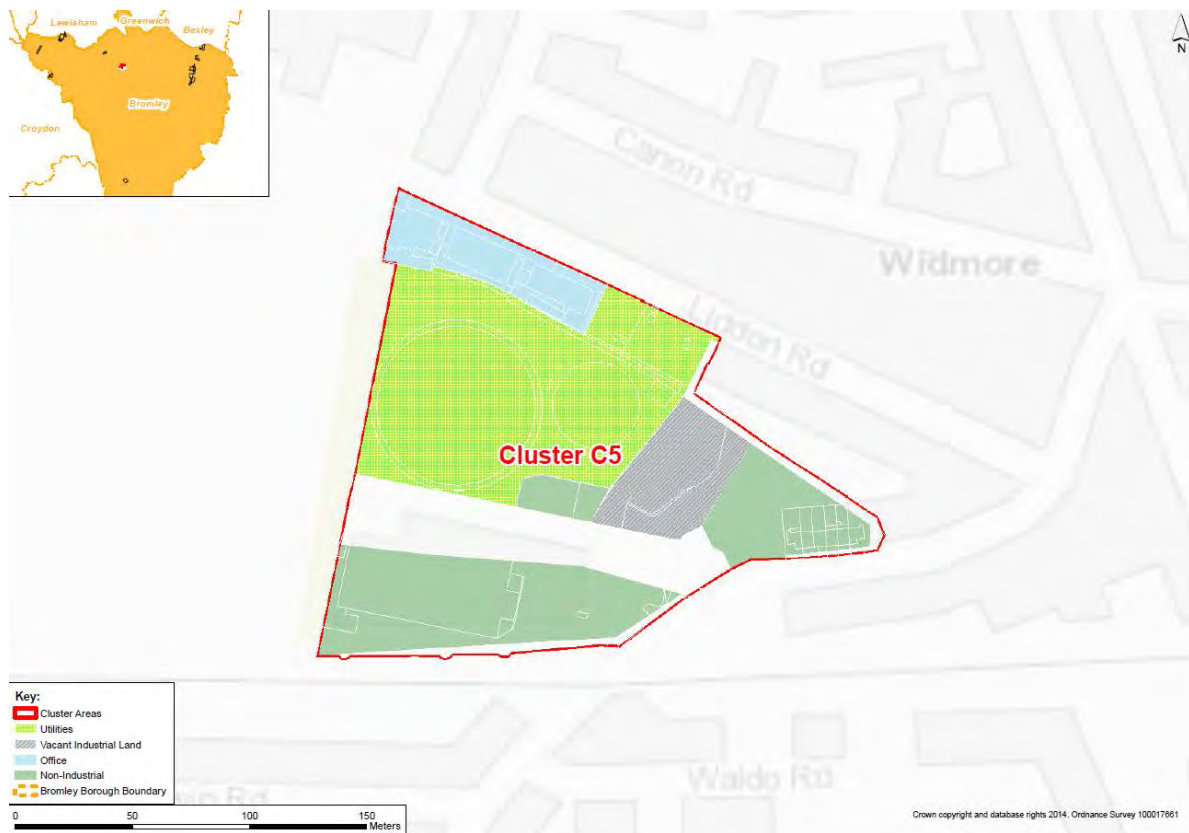 Lewisham
Greenwich
Bexley
Bromley
Croydon
N
Canon Rd
Widmore
Liddon Rd
Cluster C5
Waldo Rd
Rd
Key:
Cluster Areas
Utilities
Vacant Industrial Land
Office
Non-Industrial
Bromley Borough Boundary
0 50 100 150
Meters
Crown copyright and database rights 2014. Ordnance Survey 100017661